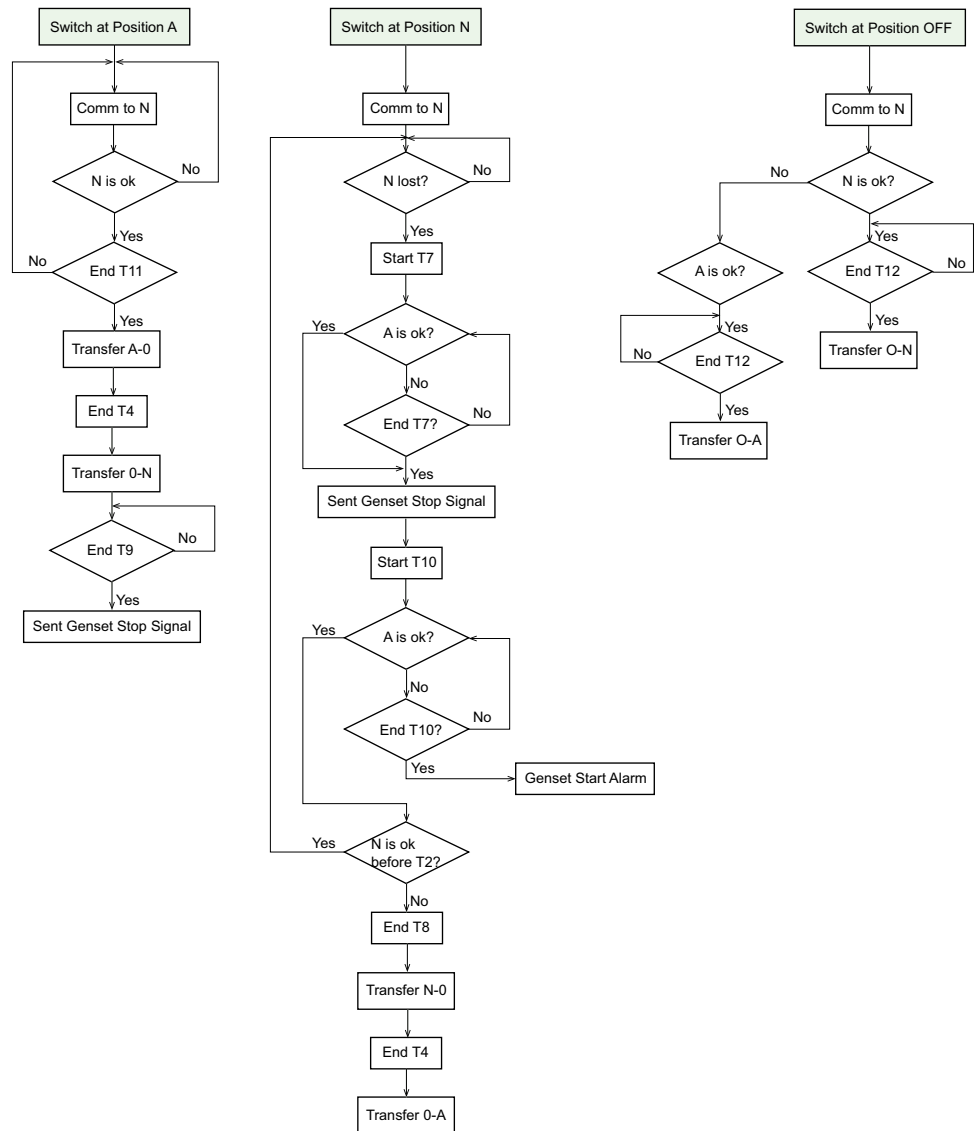 Switch at Position A
Comm to N
N is ok
No
Yes
No
End T11
Yes
Transfer A-0
End T4
Transfer 0-N
End T9
No
Yes
Sent Genset Stop Signal
Switch at Position N
Comm to N
N lost?
No
Yes
Start T7
Yes
A is ok?
No
End T7?
No
Yes
Sent Genset Stop Signal
Start T10
Yes
A is ok?
No
End T10?
No
Yes
Genset Start Alarm
Yes
N is ok
before T2?
No
End T8
Transfer N-0
End T4
Transfer 0-A
Switch at Position OFF
Comm to N
No
N is ok?
Yes
End T12
No
Transfer O-N
A is ok?
Yes
No
End T12
Yes
Transfer O-A
Yes